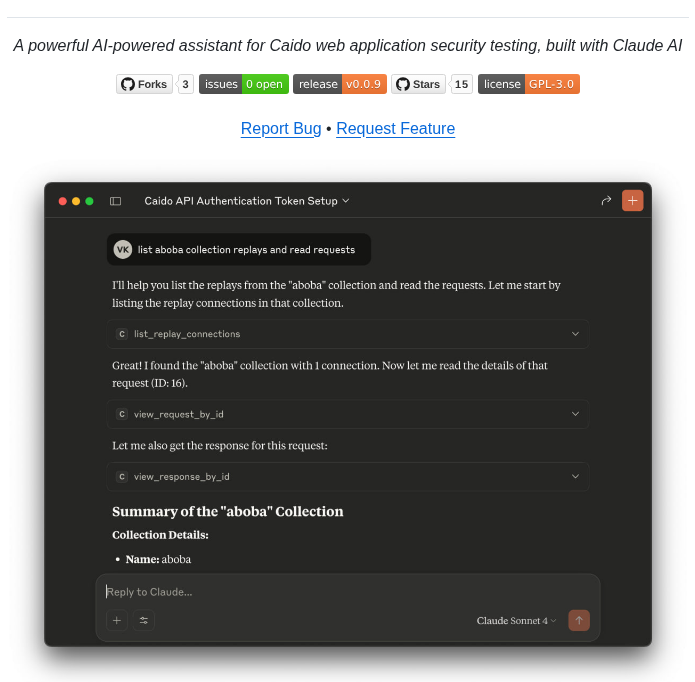 A powerful AI-powered assistant for Caido web application security testing, built with Claude AI
Forks 3 issues 0 open release v0.0.9 Stars 15 license GPL-3.0
Report Bug • Request Feature
Caido API Authentication Token Setup
VK list aboba collection replays and read requests
I'll help you list the replays from the "aboba" collection and read the requests. Let me start by
listing the replay connections in that collection.
C list_replay_connections
Great! I found the "aboba" collection with 1 connection. Now let me read the details of that
request (ID: 16).
C view_request_by_id
Let me also get the response for this request:
C view_response_by_id
Summary of the "aboba" Collection
Collection Details:
• Name: aboba
Reply to Claude...
Claude Sonnet 4